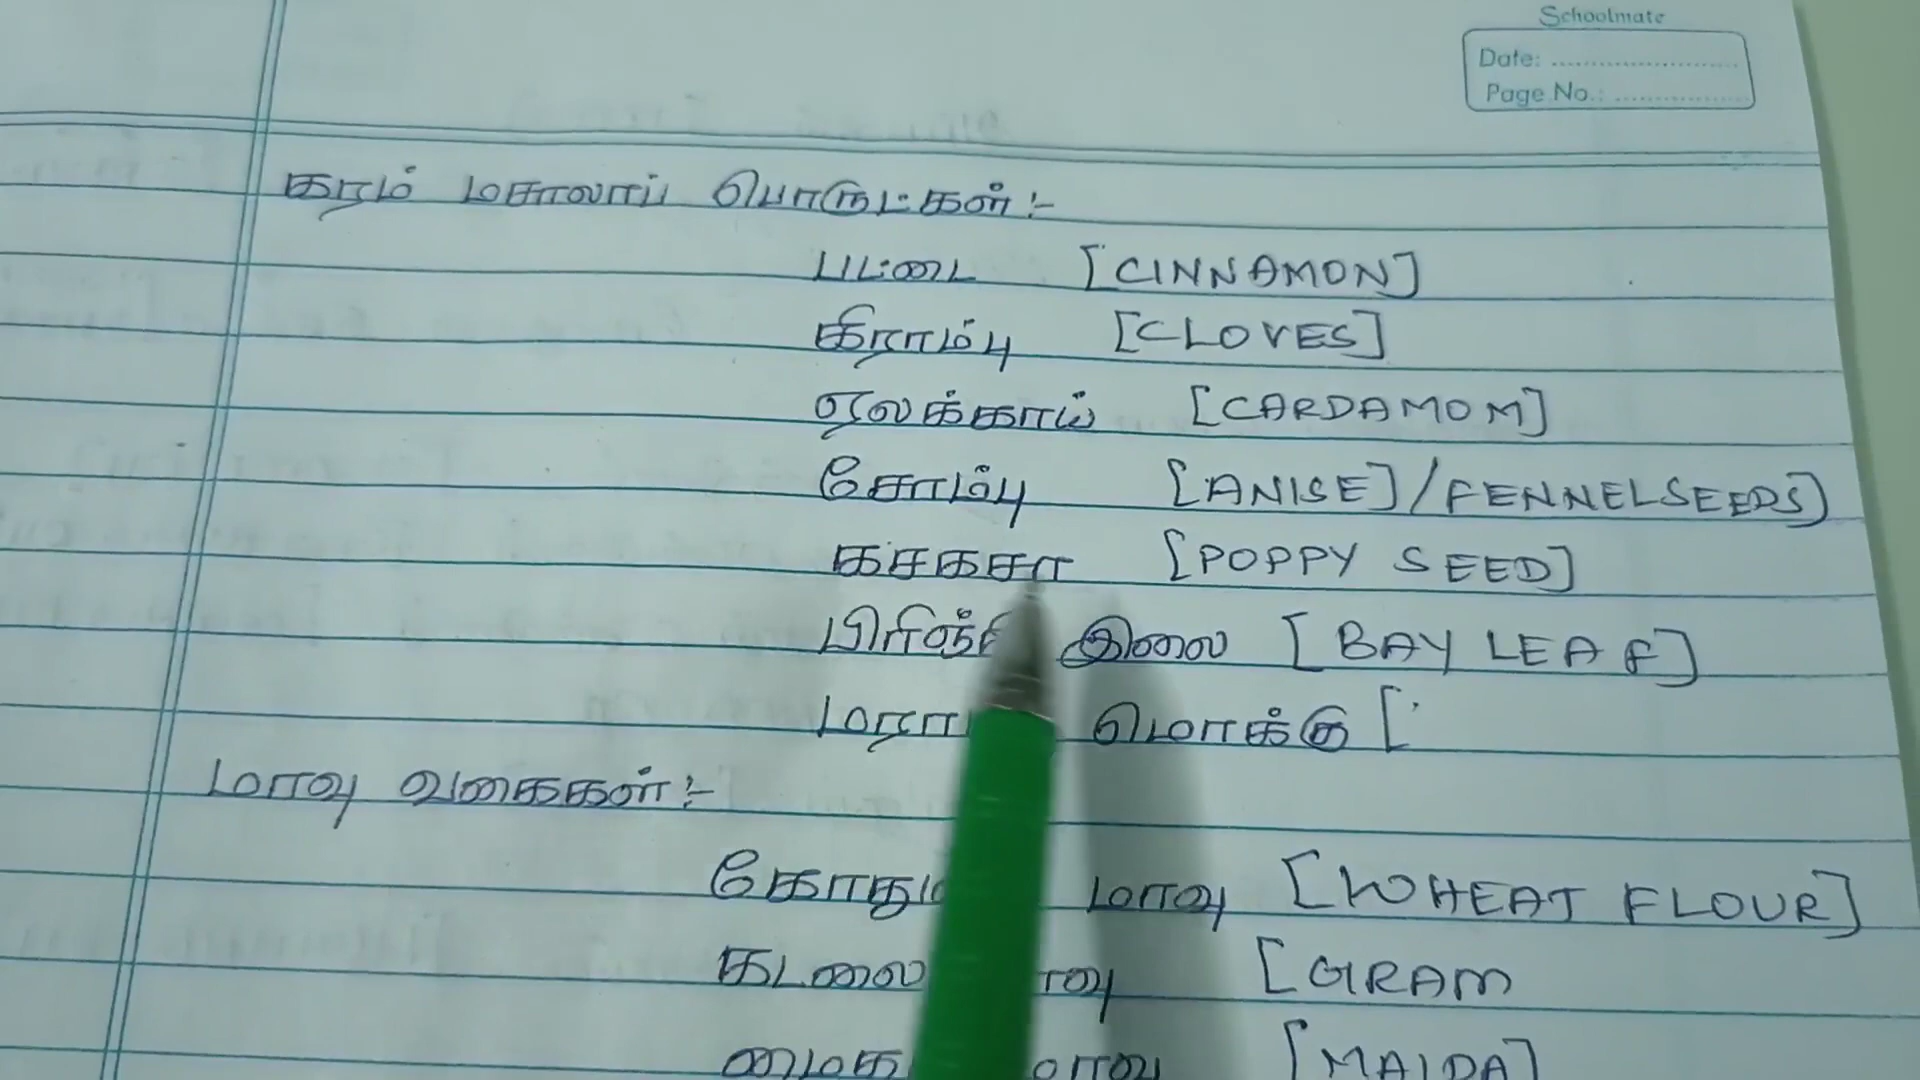 Schoolmate
Date:
Page No.:
கரம் மசாலாப் பொருட்கள் :-
பட்டை [CINNAMON]
கிராம்பு [CLOVES]
ஏலக்காய் [CARDAMOM]
சோம்பு [ANISE]/FENNELSEEDS)
கசகசா [POPPY SEED]
இலை [BAY LEAF]
மொக்கு [
மாவு வகைகள் :-
மாவு [WHEAT FLOUR]
கடலை [GRAM
[MAIDA]